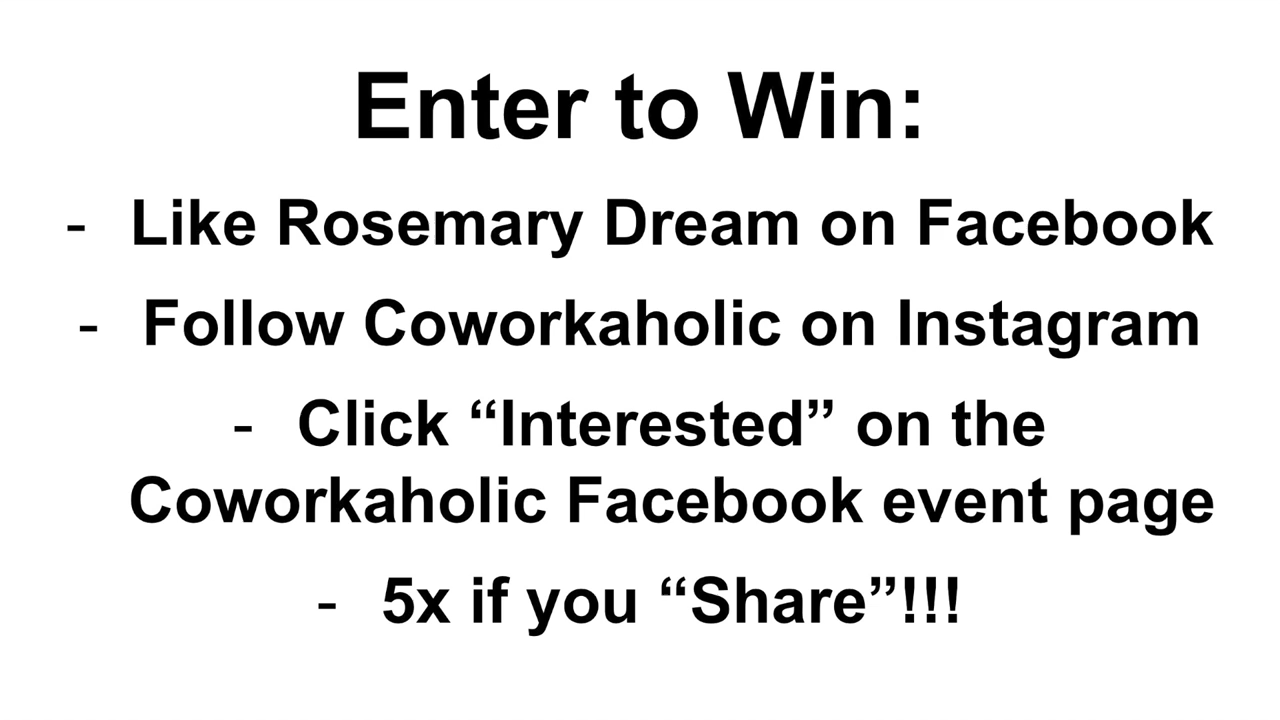 Enter to Win:
- Like Rosemary Dream on Facebook
- Follow Coworkaholic on Instagram
- Click “Interested” on the
Coworkaholic Facebook event page
- 5x if you “Share”!!!